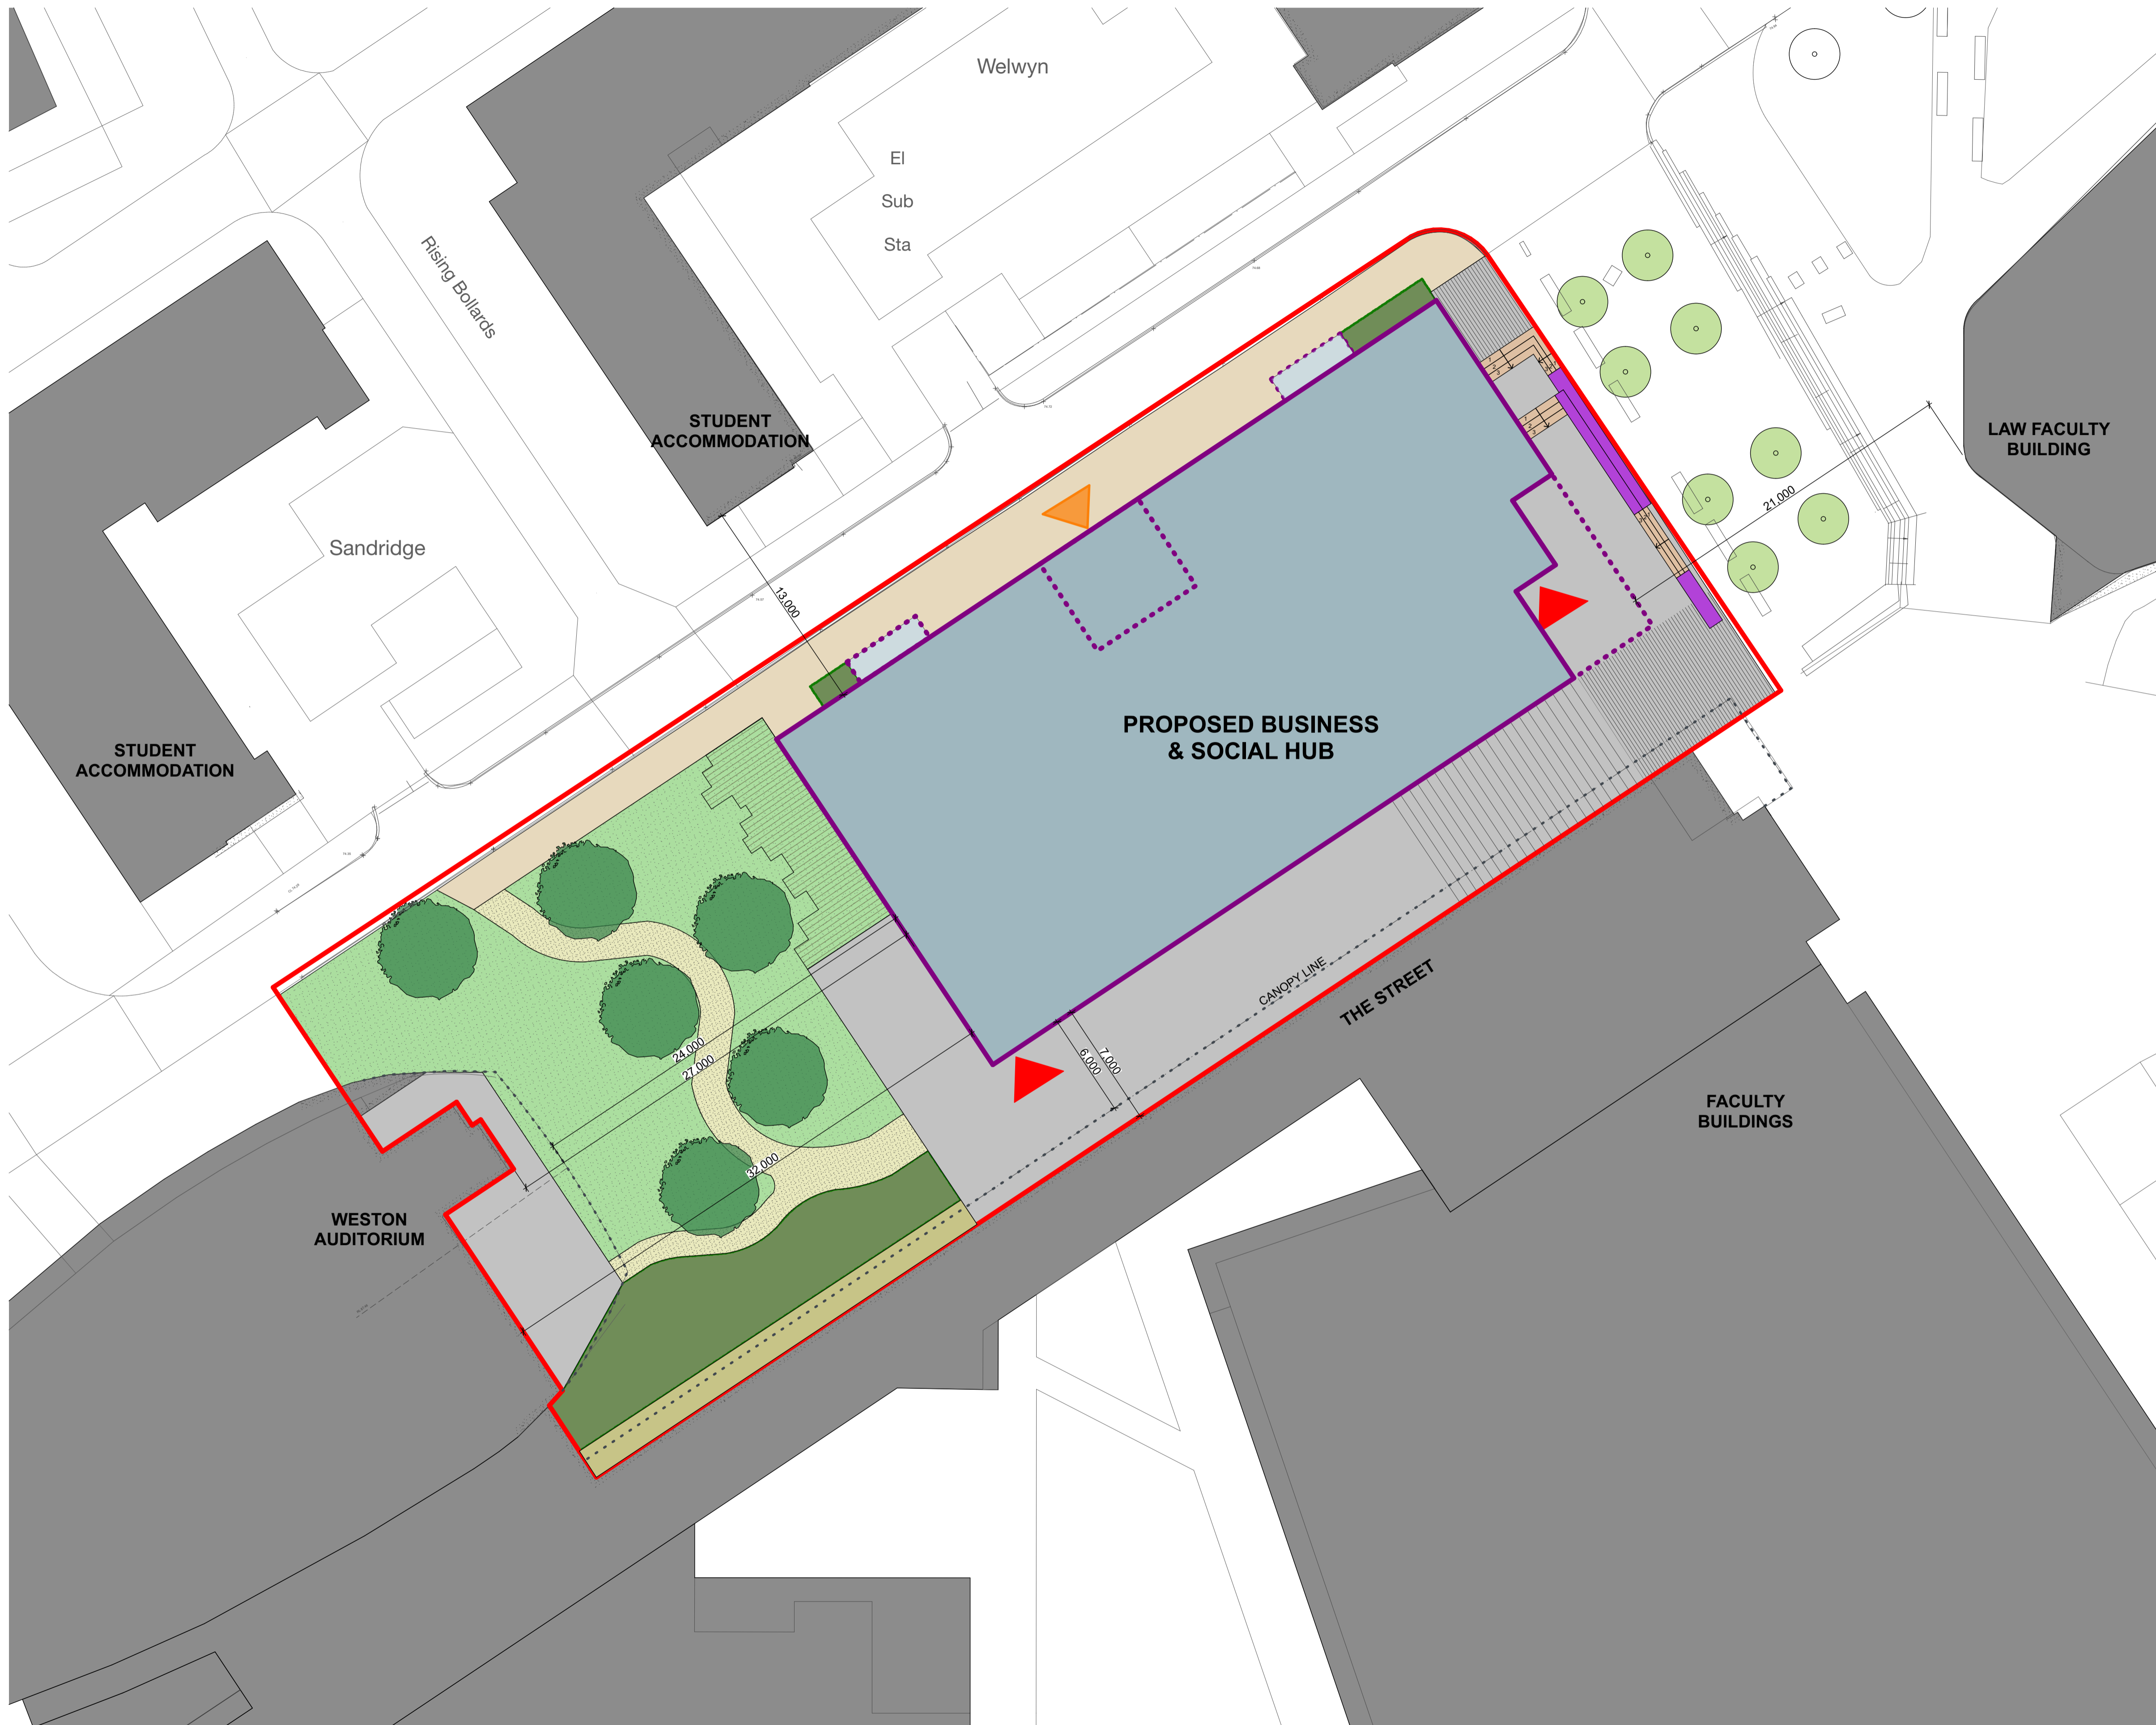 Welwyn
El
Sub
Sta
Rising Bollards
STUDENT
ACCOMMODATION
LAW FACULTY
BUILDING
Sandridge
21.000
13.000
STUDENT
ACCOMMODATION
PROPOSED BUSINESS
& SOCIAL HUB
CANOPY LINE
THE STREET
24.000
27.000
6.000
7.000
32.000
FACULTY
BUILDINGS
WESTON
AUDITORIUM